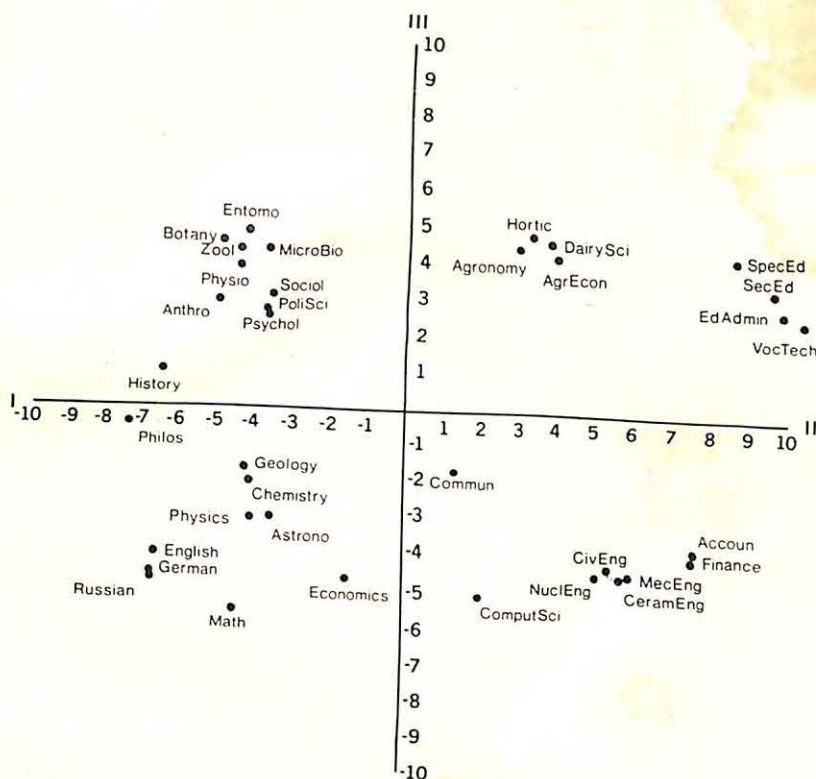 III
10
9
8
7
6
5
4
3
2
1
Entomo
Botany
Zool
MicroBio
Physio
Sociol
PoliSci
Anthro
Psychol
History
Hortic
DairySci
Agronomy
AgrEcon
SpecEd
SecEd
EdAdmin
VocTech
I
-10 -9 -8 -7 -6 -5 -4 -3 -2 -1
1 2 3 4 5 6 7 8 9 10
II
Philos
-1
-2
-3
-4
-5
-6
-7
-8
-9
-10
Geology
Chemistry
Commun
Physics
Astrono
English
German
Russian
Economics
Math
Accoun
CivEng
Finance
NuclEng
MecEng
CeramEng
ComputSci